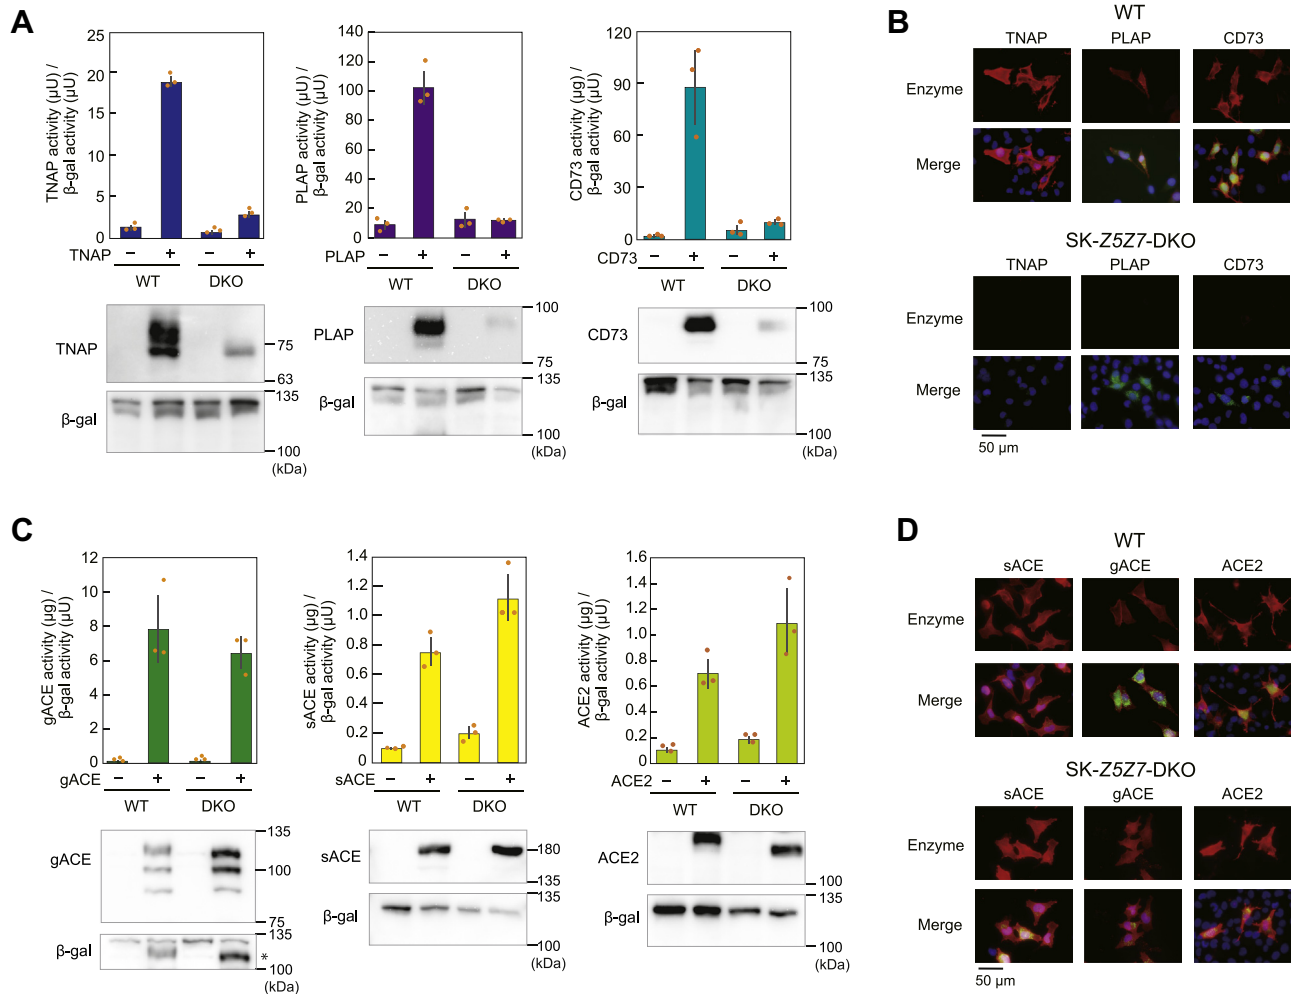 A
TNAP activity (μU) /
β-gal activity (μU)
25
20
15
10
5
0
TNAP − + − +
WT DKO
TNAP
75
63
β-gal
135
100
(kDa)
PLAP activity (μU) /
β-gal activity (μU)
140
120
100
80
60
40
20
0
PLAP − + − +
WT DKO
PLAP
100
75
β-gal
135
100
(kDa)
CD73 activity (μg) /
β-gal activity (μU)
120
90
60
30
0
CD73 − + − +
WT DKO
CD73
100
75
β-gal
135
100
(kDa)
B
WT
TNAP PLAP CD73
Enzyme
Merge
SK-Z5Z7-DKO
TNAP PLAP CD73
Enzyme
Merge
50 μm
C
gACE activity (μg) /
β-gal activity (μU)
12
10
8
6
4
2
0
gACE − + − +
WT DKO
gACE
135
100
75
β-gal
135
*
100
(kDa)
sACE activity (μg) /
β-gal activity (μU)
1.4
1.2
1.0
0.8
0.6
0.4
0.2
0
sACE − + − +
WT DKO
sACE
180
135
β-gal
135
100
(kDa)
ACE2 activity (μg) /
β-gal activity (μU)
1.6
1.4
1.2
1.0
0.8
0.6
0.4
0.2
0
ACE2 − + − +
WT DKO
ACE2
100
β-gal
135
100
(kDa)
D
WT
sACE gACE ACE2
Enzyme
Merge
SK-Z5Z7-DKO
sACE gACE ACE2
Enzyme
Merge
50 μm